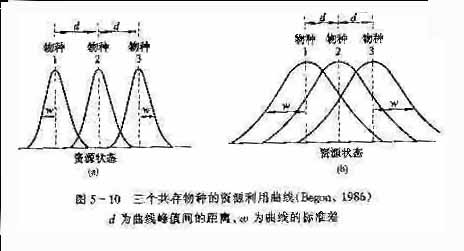 d d
物种 物种 物种
1 2 3
w w
资源状态
(a)
d d
物种 物种 物种
1 2 3
w w
资源状态
(b)
图5-10 三个共存物种的资源利用曲线(Begon, 1986)
d 为曲线峰值间的距离、w 为曲线的标准差